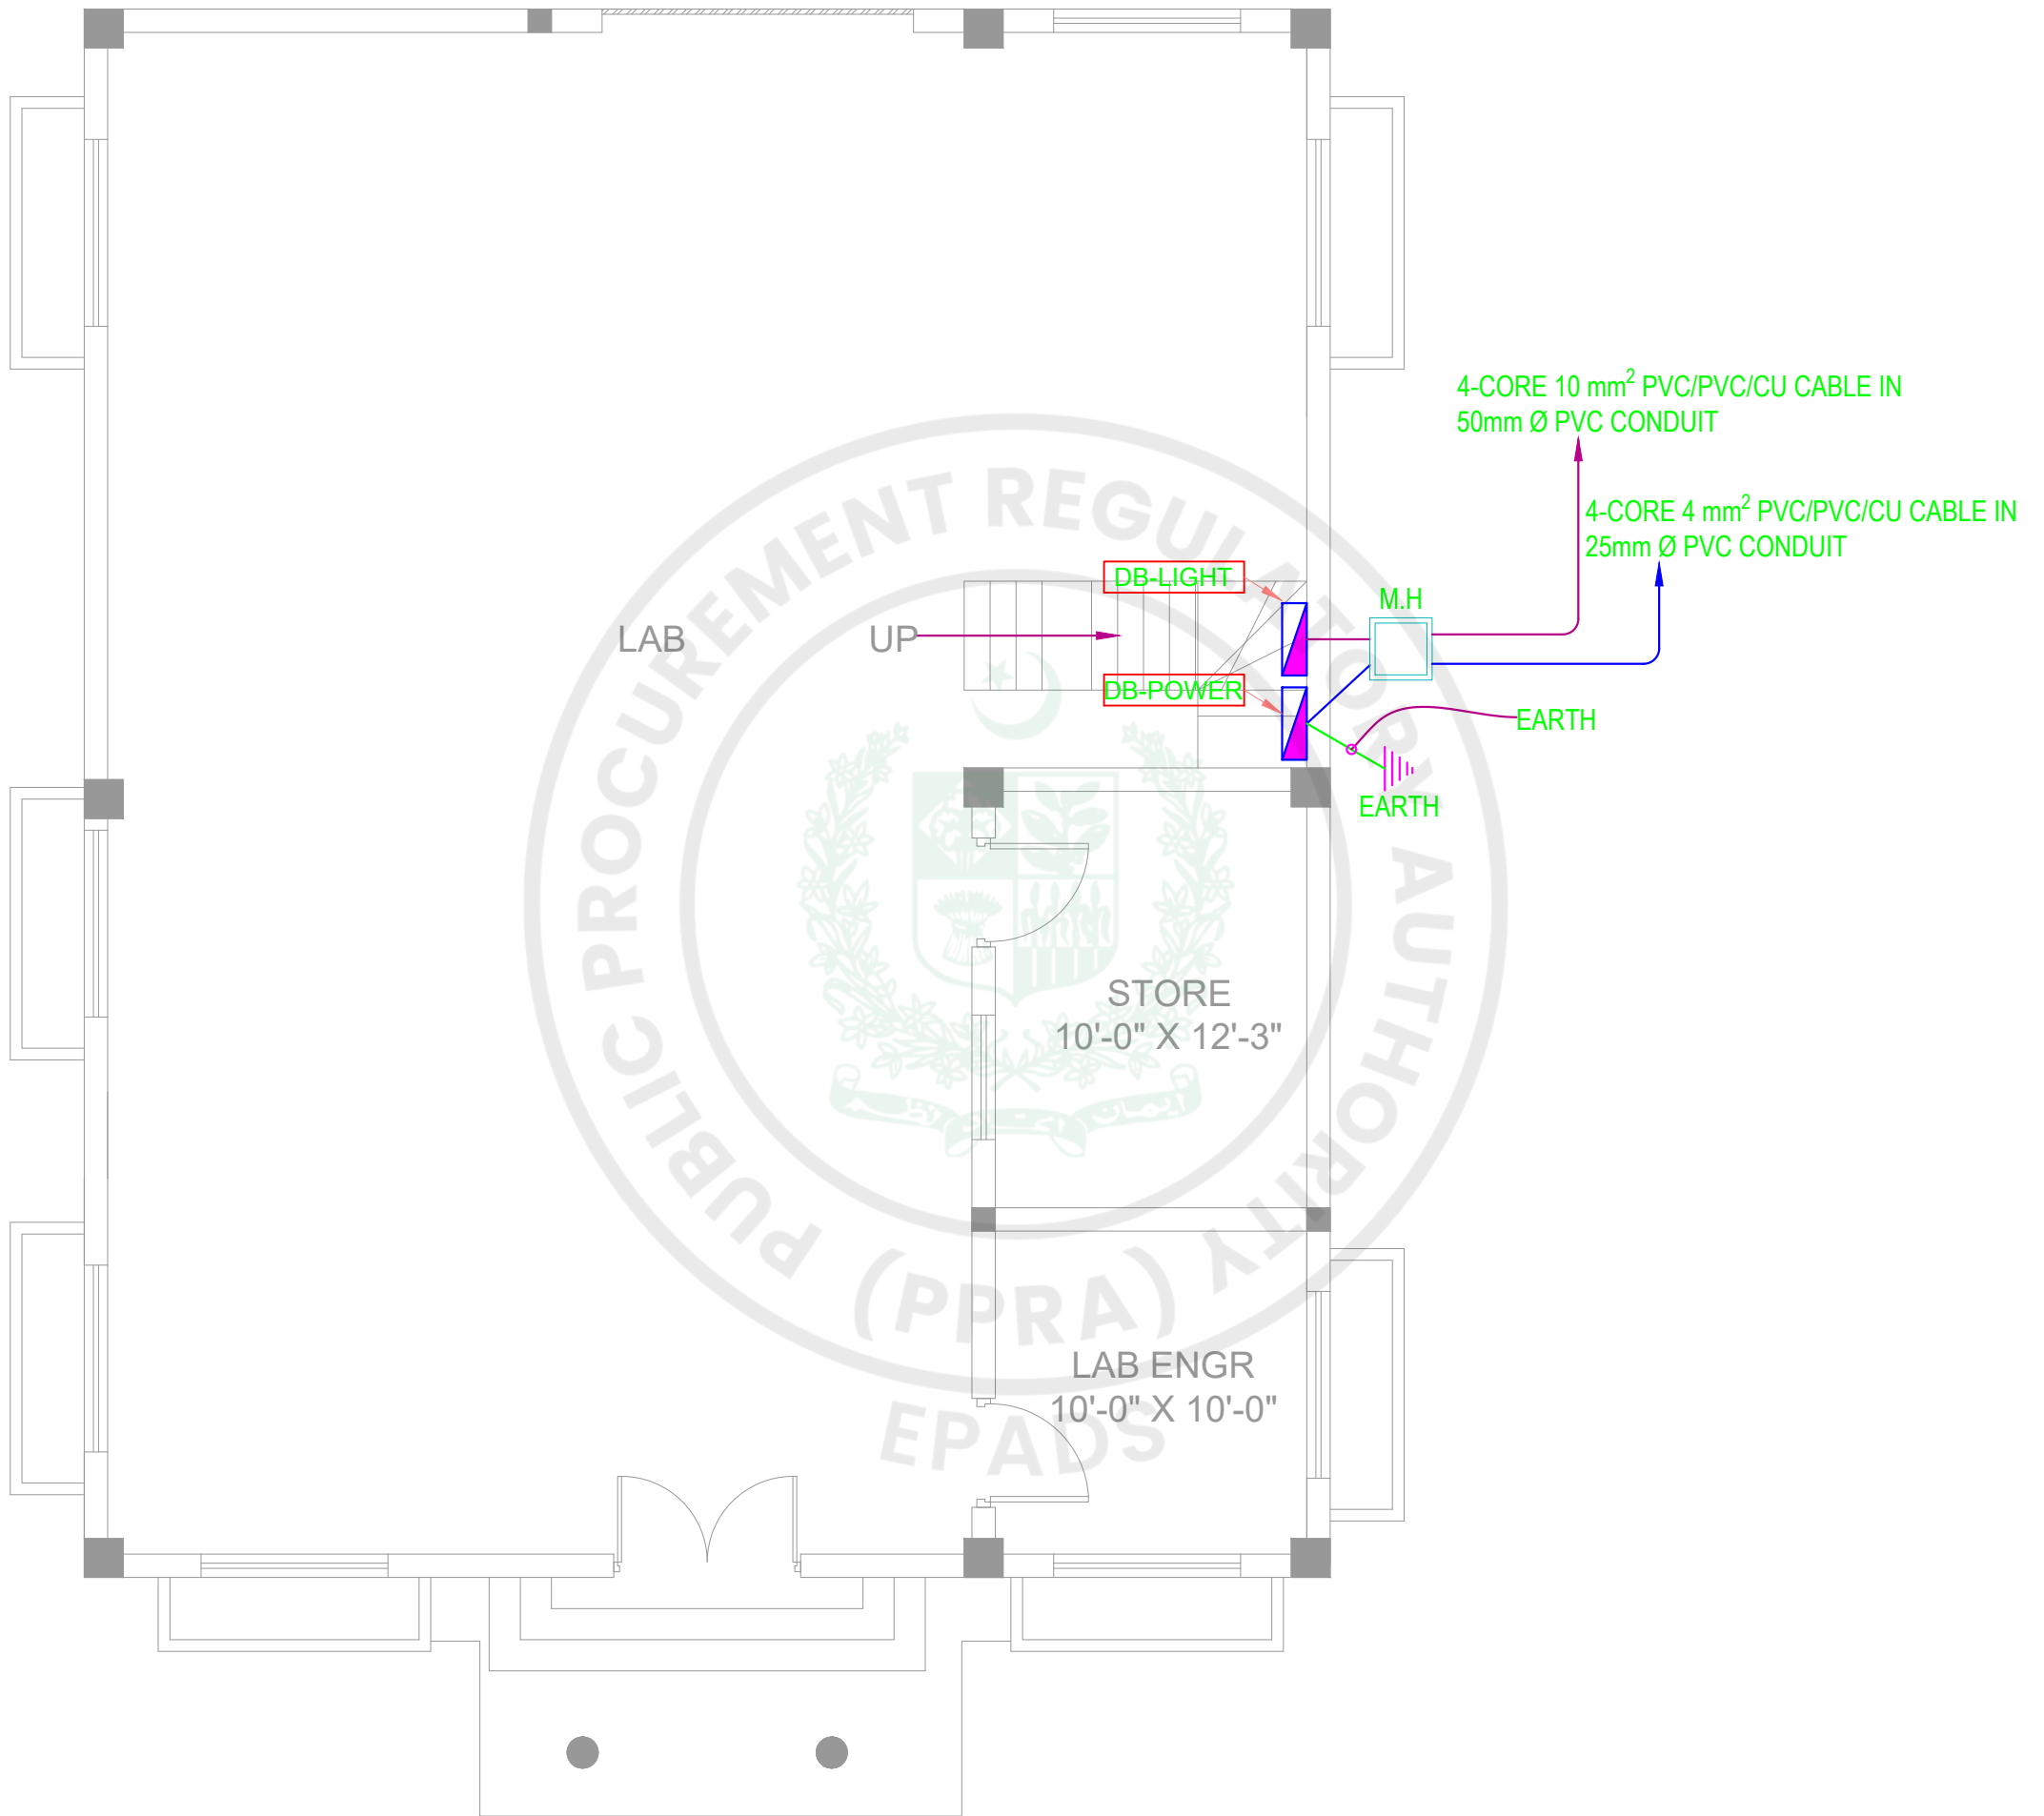 4-CORE 10 mm² PVC/PVC/CU CABLE IN
50mm Ø PVC CONDUIT
4-CORE 4 mm² PVC/PVC/CU CABLE IN
25mm Ø PVC CONDUIT
DB-LIGHT
M.H
LAB
UP
DB-POWER
EARTH
EARTH
STORE
10'-0" X 12'-3"
LAB ENGR
10'-0" X 10'-0"
PUBLIC PROCUREMENT REGULATORY AUTHORITY
(PPRA)
EPADS